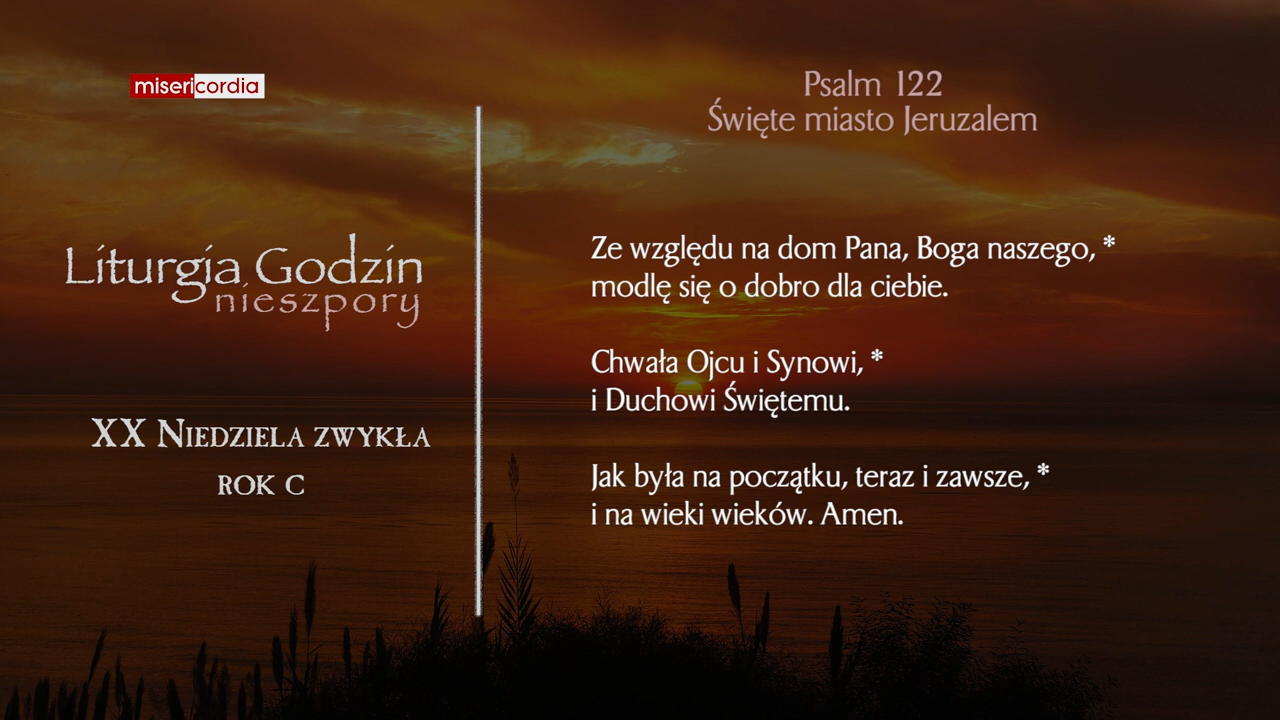 misericordia
Liturgia Godzin
nieszpory
XX Niedziela zwykła
rok C
Psalm 122
Święte miasto Jeruzalem
Ze względu na dom Pana, Boga naszego, *
modlę się o dobro dla ciebie.
Chwała Ojcu i Synowi, *
i Duchowi Świętemu.
Jak była na początku, teraz i zawsze, *
i na wieki wieków. Amen.